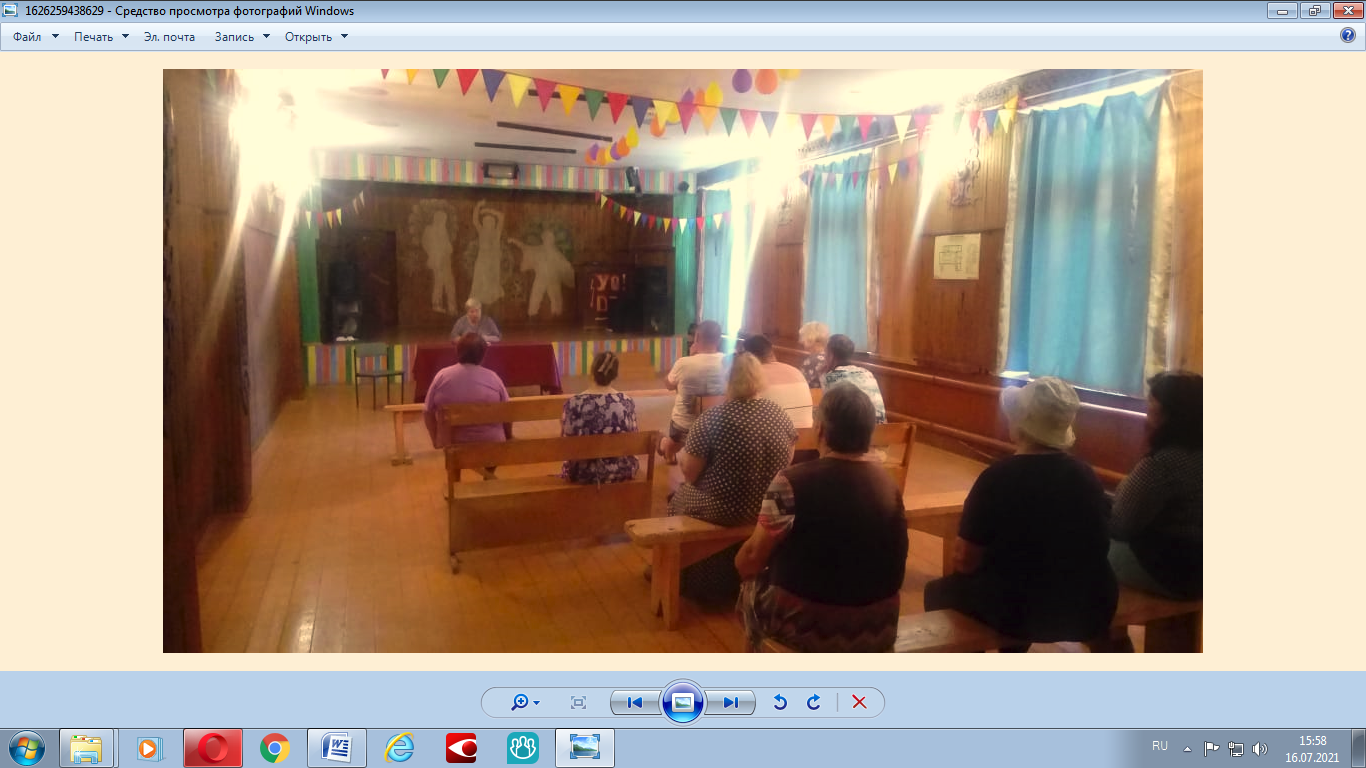 1626259438629 - Средство просмотра фотографий Windows
Файл Печать Эл. почта Запись Открыть
RU
15:58
16.07.2021